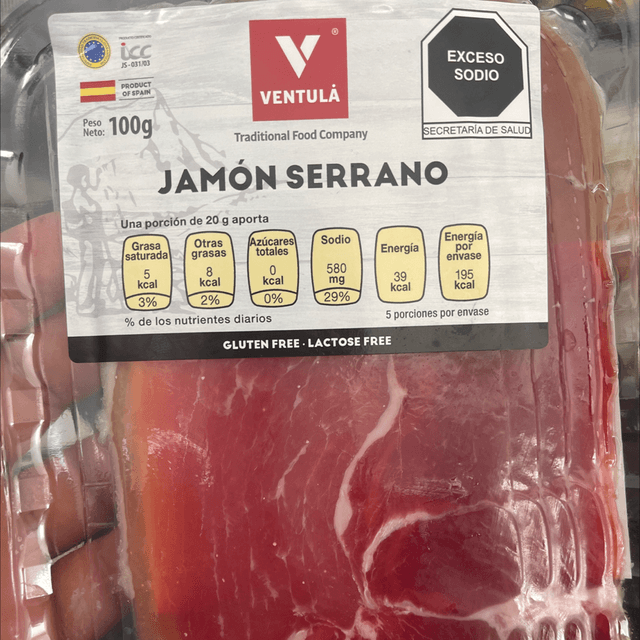 icc
JS - 031/03
PRODUCT
OF SPAIN
Peso
Neto: 100g
V®
VENTULÀ
Traditional Food Company
EXCESO
SODIO
SECRETARÍA DE SALUD
JAMÓN SERRANO
Una porción de 20 g aporta
Grasa
saturada
5
kcal
3%
Otras
grasas
8
kcal
2%
Azúcares
totales
0
kcal
0%
Sodio
580
mg
29%
Energía
39
kcal
Energía
por
envase
195
kcal
% de los nutrientes diarios
5 porciones por envase
GLUTEN FREE · LACTOSE FREE